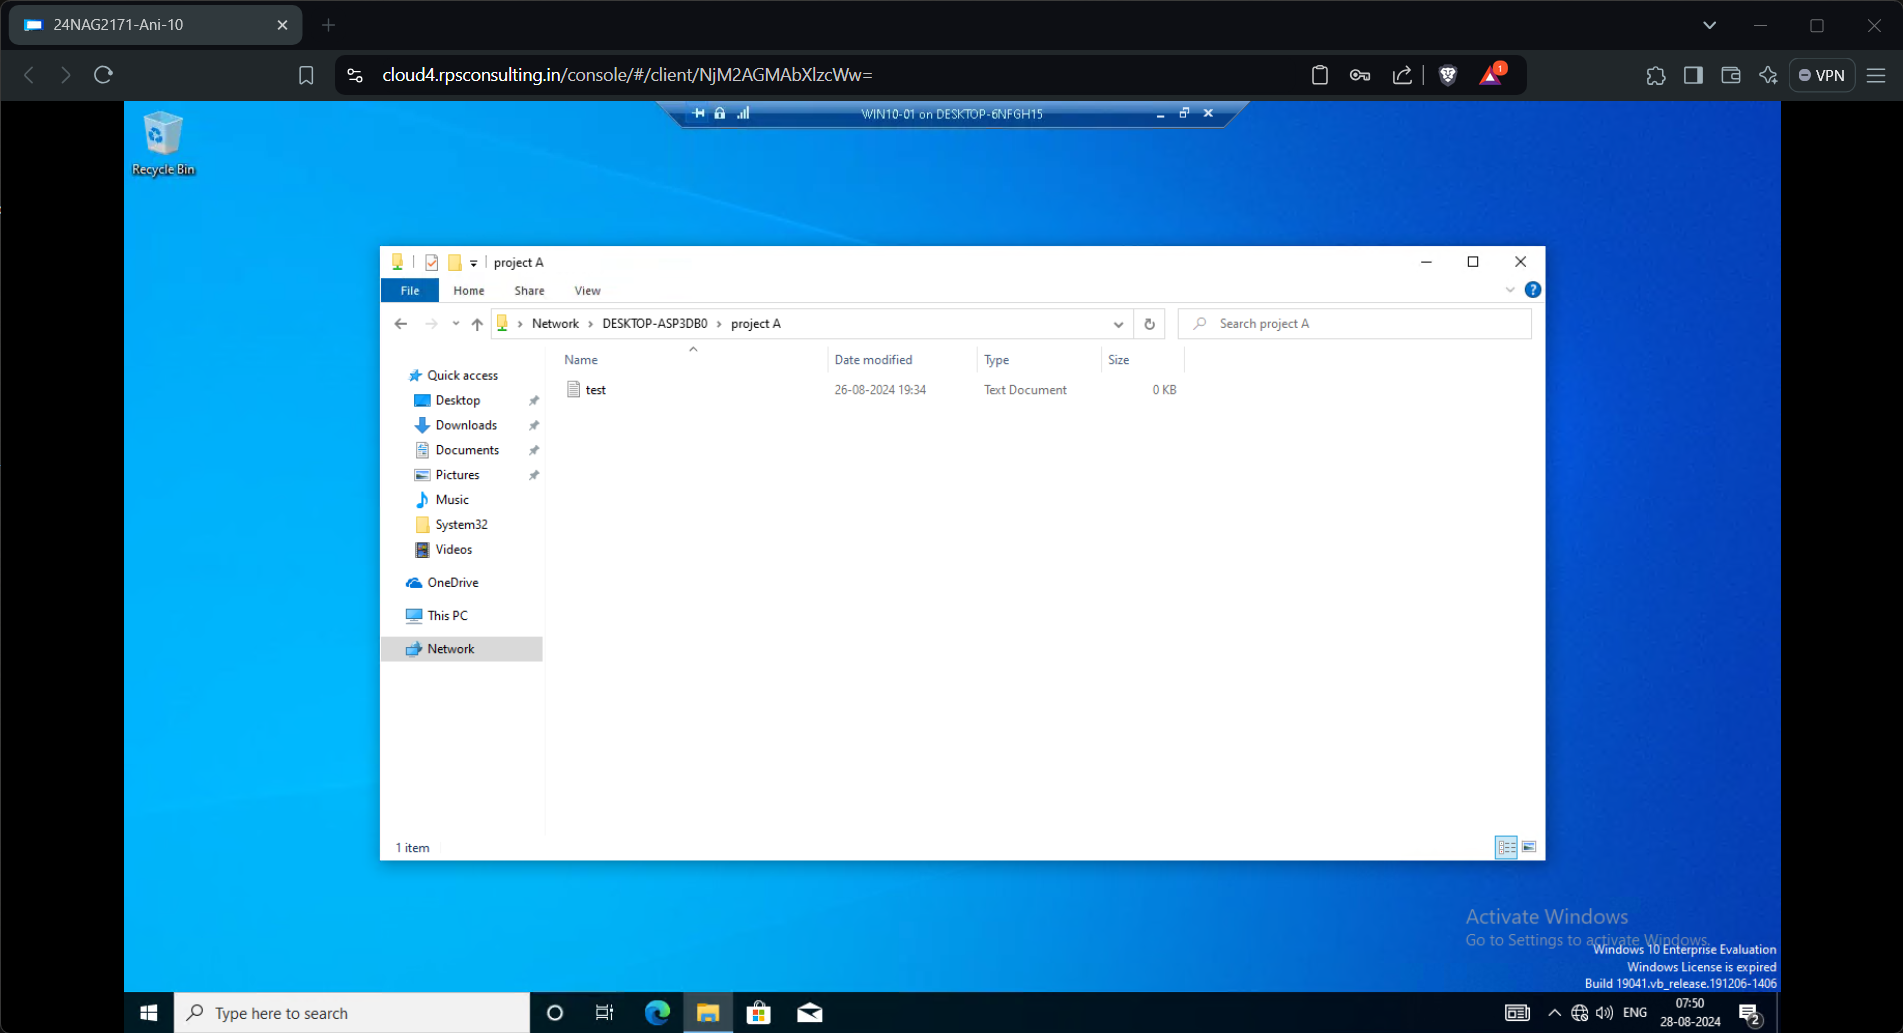 24NAG2171-Ani-10
cloud4.rpsconsulting.in/console/#/client/NjM2AGMAbXlzcWw=
1
VPN
WIN10-01 on DESKTOP-6NFGH15
Recycle Bin
project A
File Home Share View
Network DESKTOP-ASP3DB0 project A
Search project A
Name Date modified Type Size
test 26-08-2024 19:34 Text Document 0 KB
Quick access
Desktop
Downloads
Documents
Pictures
Music
System32
Videos
OneDrive
This PC
Network
1 item
Activate Windows
Go to Settings to activate Windows.
Windows 10 Enterprise Evaluation
Windows License is expired
Build 19041.vb_release.191206-1406
Type here to search
ENG
07:50
28-08-2024
2